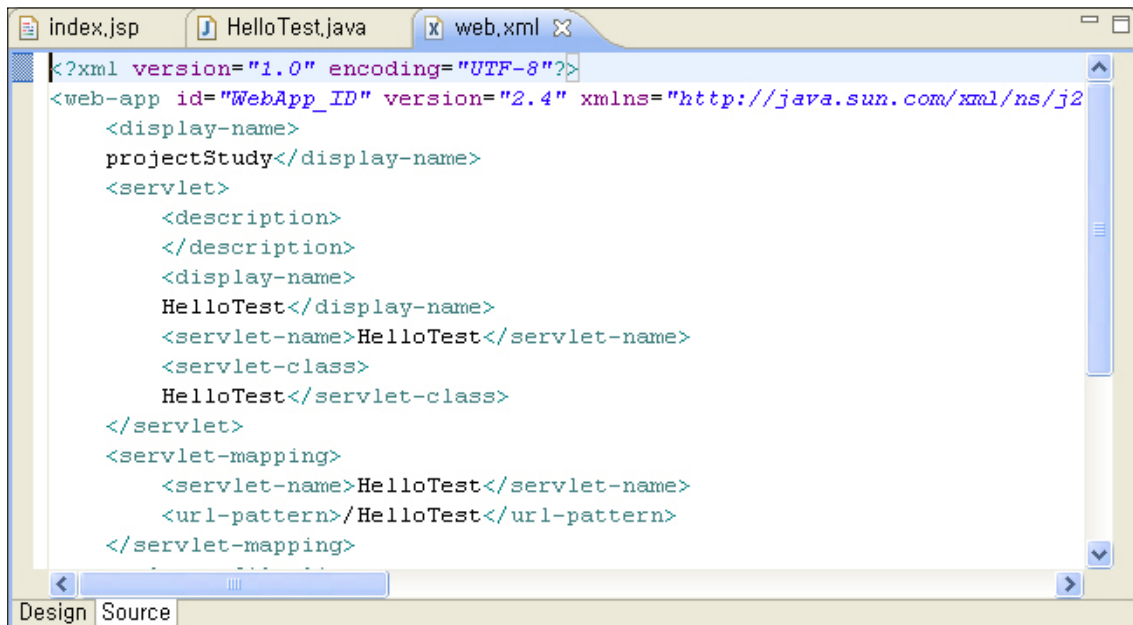 index.jsp HelloTest.java web.xml
<?xml version="1.0" encoding="UTF-8"?>
<web-app id="WebApp_ID" version="2.4" xmlns="http://java.sun.com/xml/ns/j2
<display-name>
projectStudy</display-name>
<servlet>
<description>
</description>
<display-name>
HelloTest</display-name>
<servlet-name>HelloTest</servlet-name>
<servlet-class>
HelloTest</servlet-class>
</servlet>
<servlet-mapping>
<servlet-name>HelloTest</servlet-name>
<url-pattern>/HelloTest</url-pattern>
</servlet-mapping>
Design Source